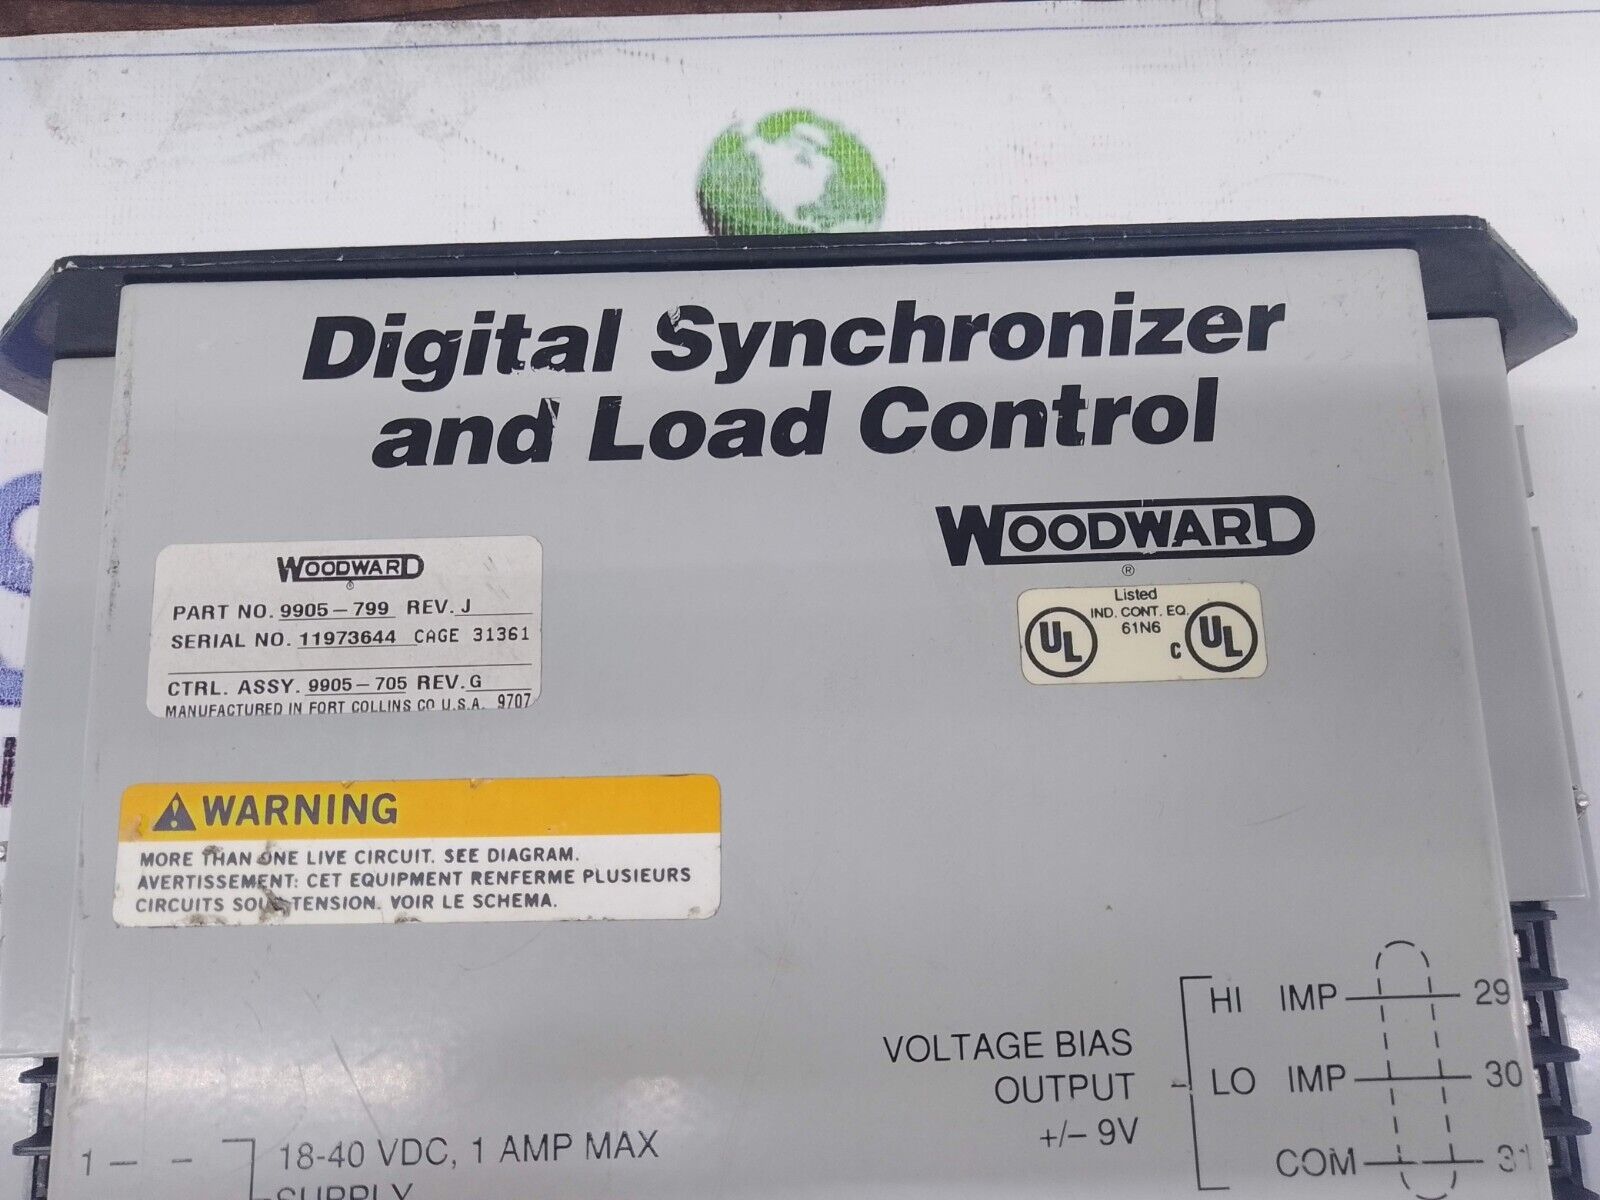 Digital Synchronizer
and Load Control
WOODWARD
®
Listed
IND. CONT. EQ.
61N6
UL
C UL
WOODWARD
®
PART NO. 9905-799 REV. J
SERIAL NO. 11973644 CAGE 31361
CTRL. ASSY. 9905-705 REV. G
MANUFACTURED IN FORT COLLINS CO U.S.A. 9707
WARNING
MORE THAN ONE LIVE CIRCUIT. SEE DIAGRAM.
AVERTISSEMENT: CET EQUIPMENT RENFERME PLUSIEURS
CIRCUITS SOUS TENSION. VOIR LE SCHEMA.
VOLTAGE BIAS
OUTPUT
+/− 9V
HI IMP 29
LO IMP 30
COM 31
1 18-40 VDC, 1 AMP MAX
SUPPLY